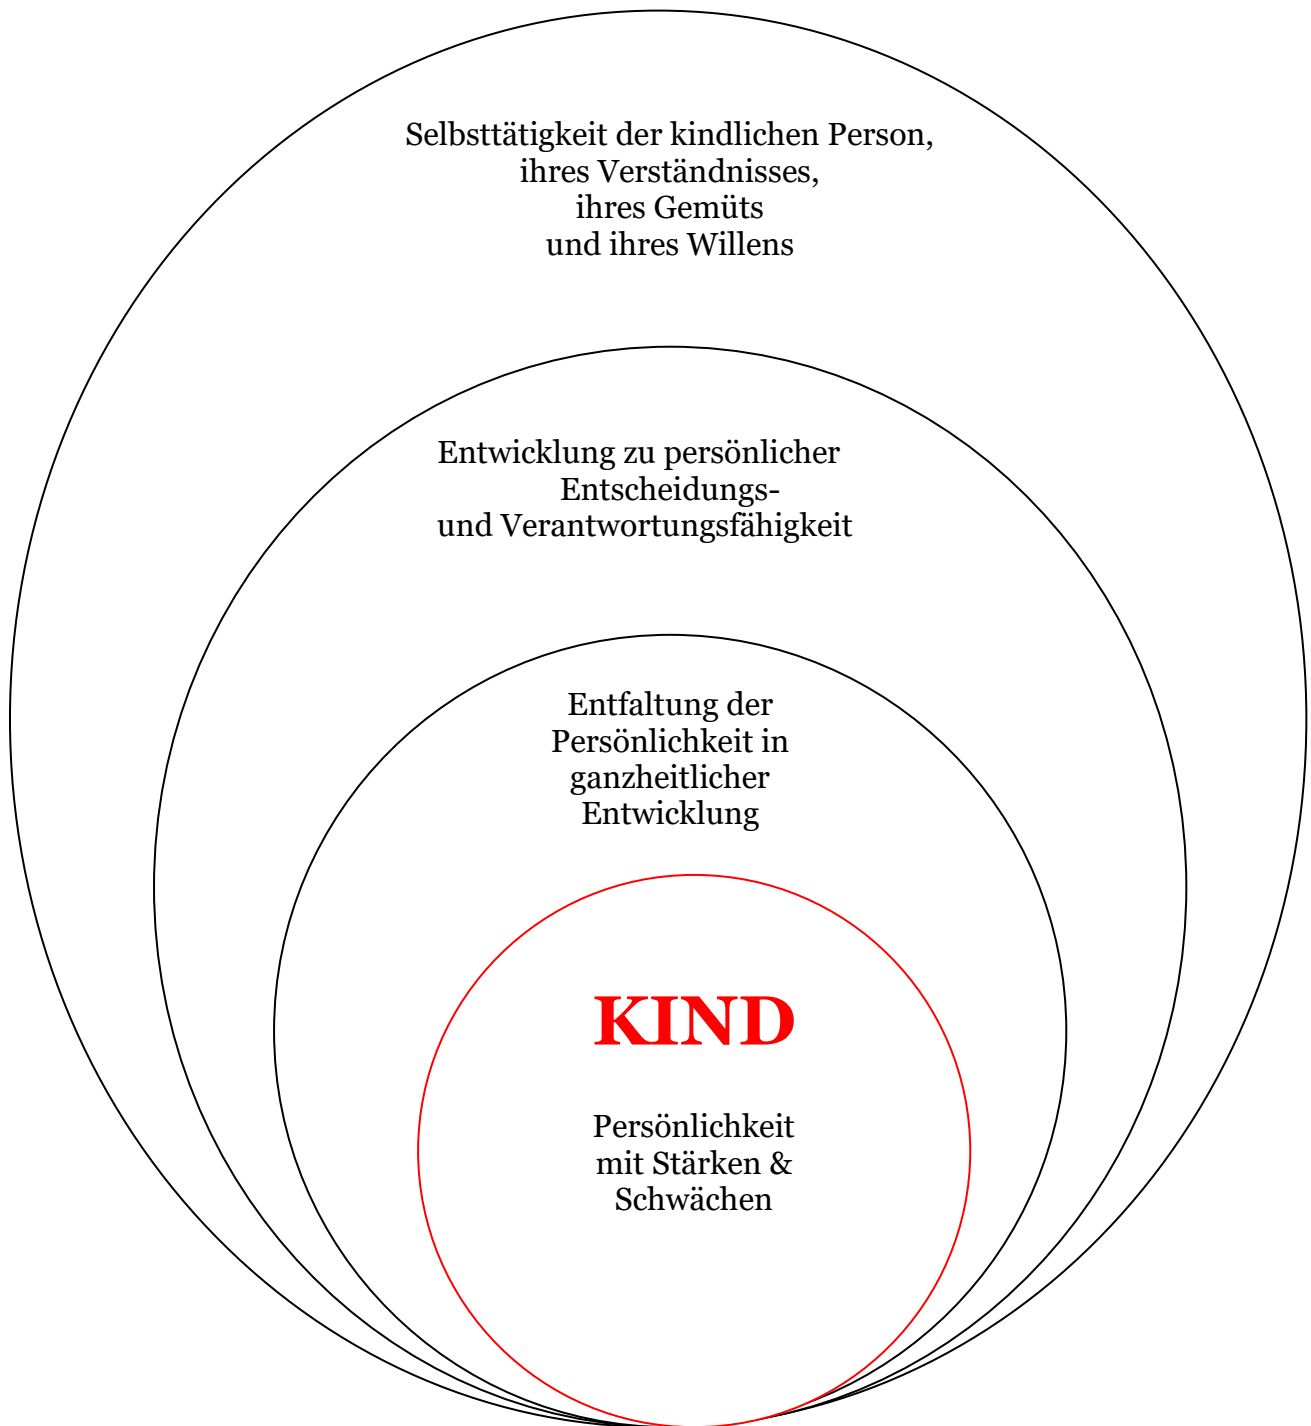 Selbsttätigkeit der kindlichen Person,
ihres Verständnisses,
ihres Gemüts
und ihres Willens
Entwicklung zu persönlicher
Entscheidungs-
und Verantwortungsfähigkeit
Entfaltung der
Persönlichkeit in
ganzheitlicher
Entwicklung
KIND
Persönlichkeit
mit Stärken &
Schwächen